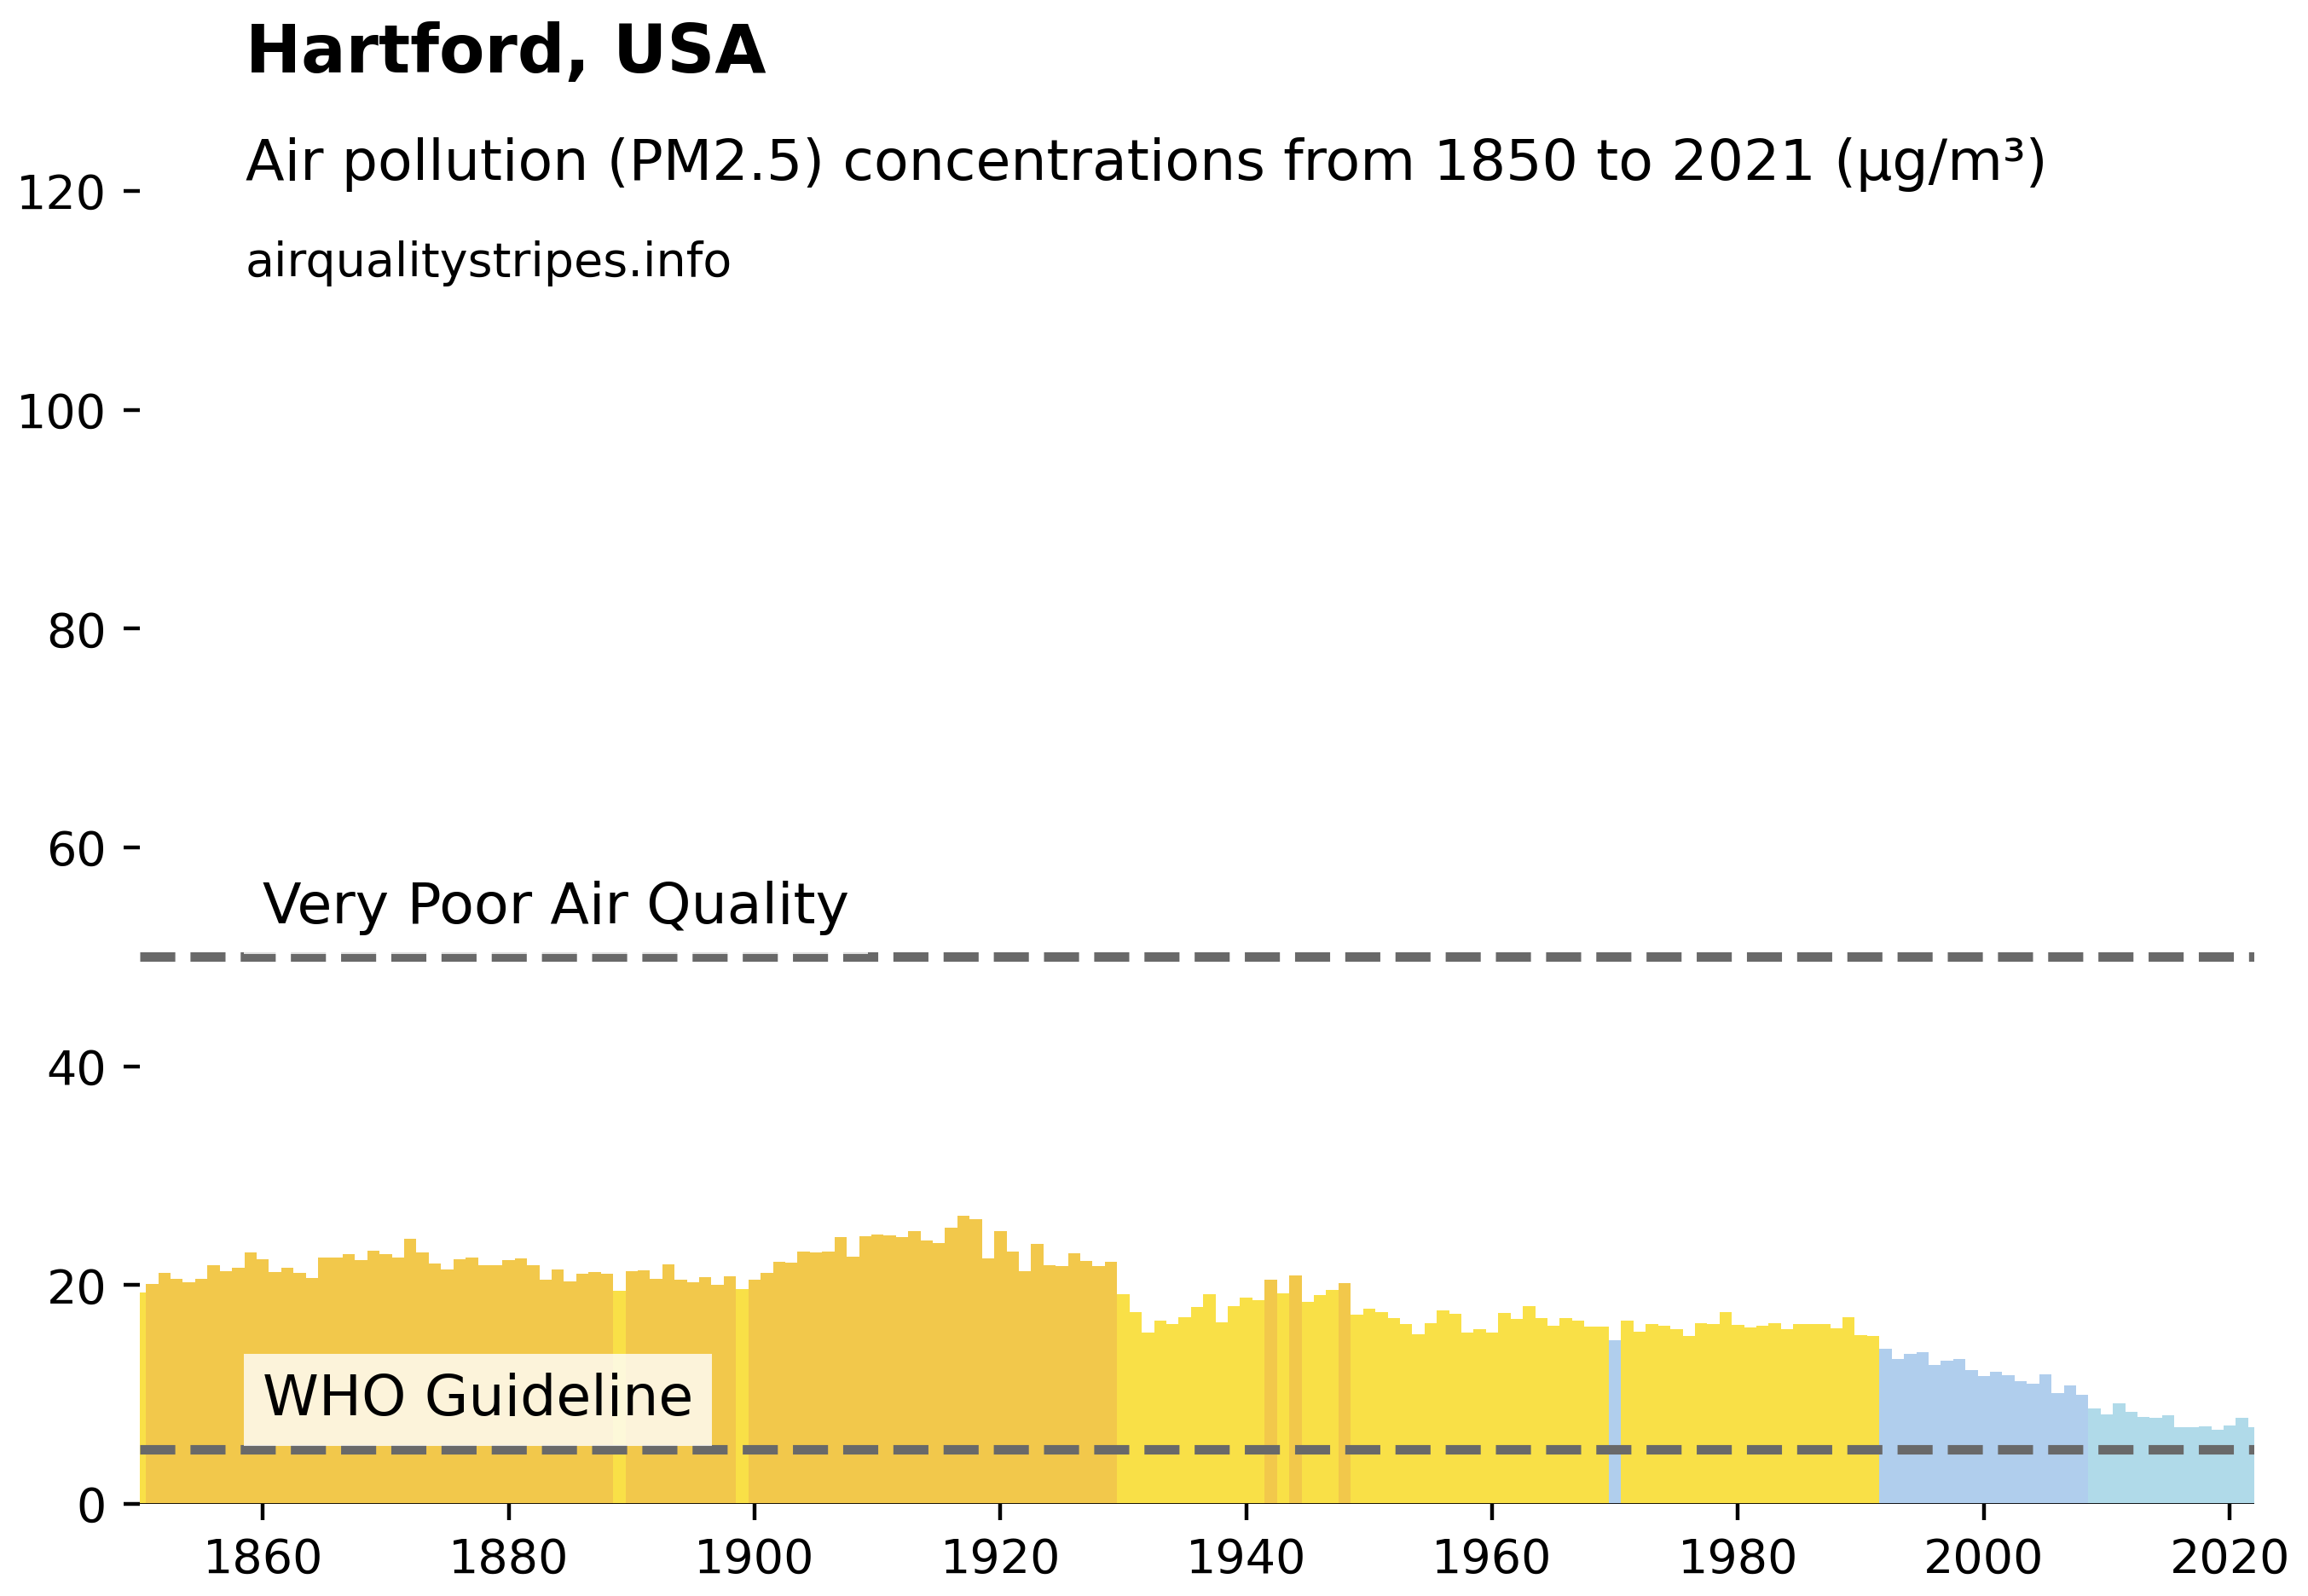 Hartford, USA
Air pollution (PM2.5) concentrations from 1850 to 2021 (µg/m³)
120
airqualitystripes.info
100
80
60
Very Poor Air Quality
40
20
WHO Guideline
0
1860 1880 1900 1920 1940 1960 1980 2000 2020